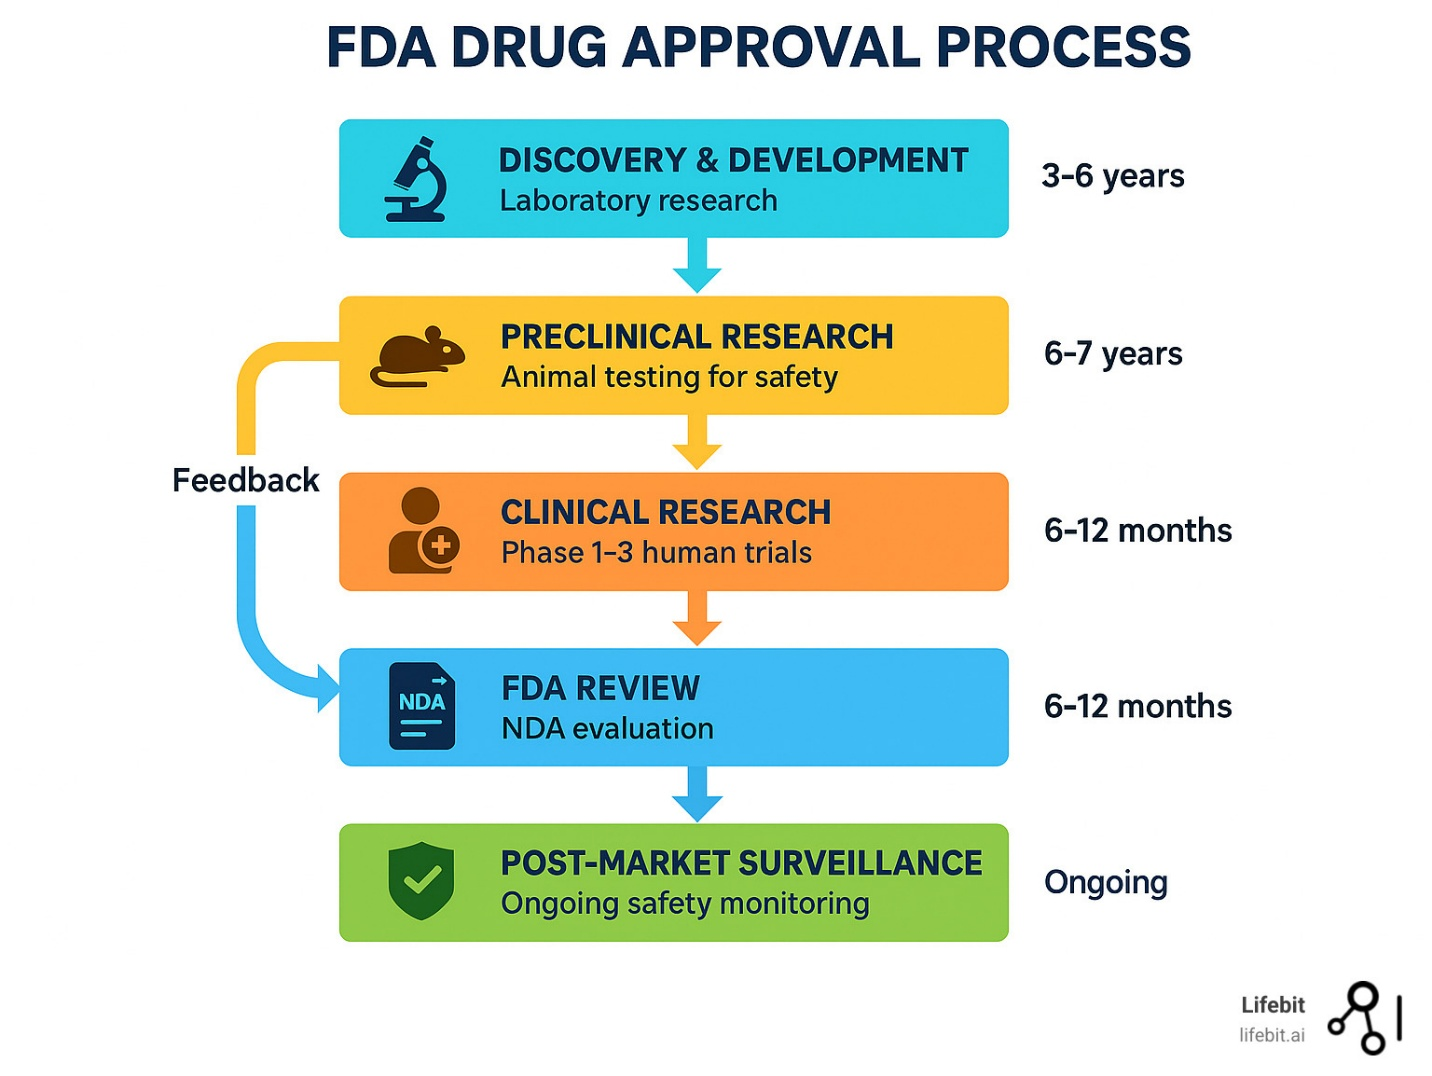 FDA DRUG APPROVAL PROCESS
DISCOVERY & DEVELOPMENT
Laboratory research
3–6 years
PRECLINICAL RESEARCH
Animal testing for safety
6–7 years
Feedback
CLINICAL RESEARCH
Phase 1–3 human trials
6–12 months
NDA
FDA REVIEW
NDA evaluation
6–12 months
POST-MARKET SURVEILLANCE
Ongoing safety monitoring
Ongoing
Lifebit
lifebit.ai